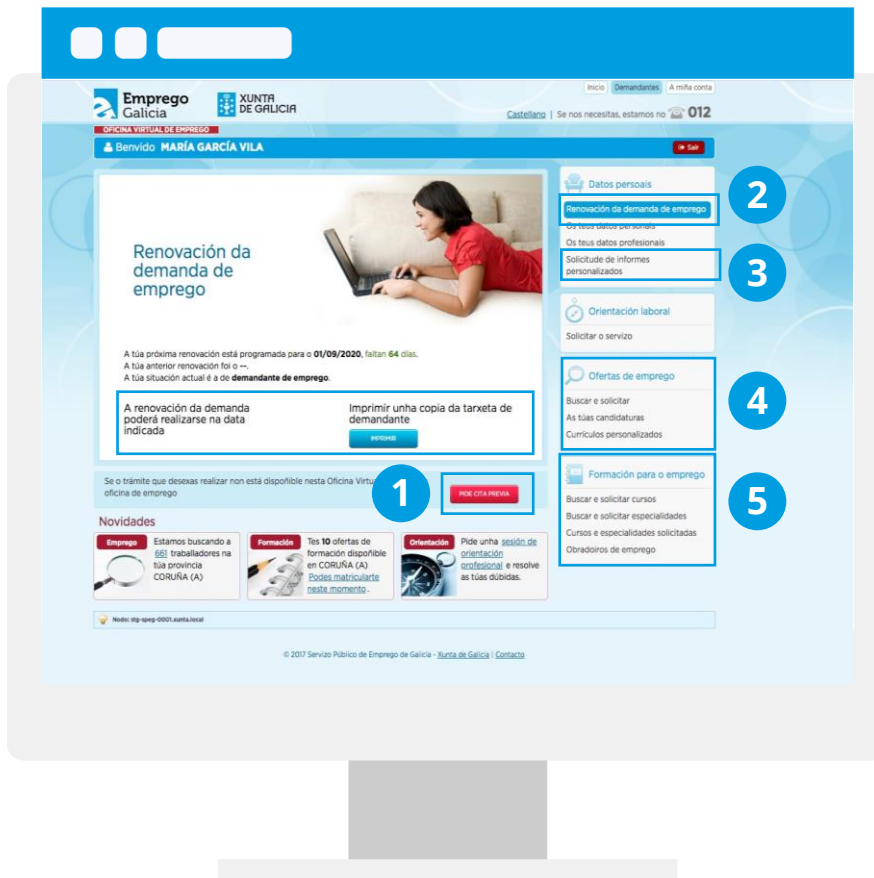 Inicio Demandantes A miña conta
Emprego
Galicia
XUNTA
DE GALICIA
Castellano | Se nos necesitas, estamos no 012
OFICINA VIRTUAL DE EMPREGO
Benvido MARÍA GARCÍA VILA
Sair
Renovación da
demanda de
emprego
A túa próxima renovación está programada para o 01/09/2020, faltan 64 días.
A túa anterior renovación foi o --.
A túa situación actual é a de demandante de emprego.
A renovación da demanda
poderá realizarse na data
indicada
Imprimir unha copia da tarxeta de
demandante
IMPRIMIR
Se o trámite que desexas realizar non está dispoñible nesta Oficina
oficina de emprego
1
PIDE CITA PREVIA
Novidades
Emprego
Estamos buscando a
661 traballadores na
túa provincia
CORUÑA (A)
Formación
Tes 10 ofertas de
formación dispoñible
en CORUÑA (A)
Podes matricularte
neste momento.
Orientación
Pide unha sesión de
orientación
profesional e resolve
as túas dúbidas.
Datos persoais
Renovación da demanda de emprego
2
Os teus datos persoais
Os teus datos profesionais
Solicitude de informes
personalizados
3
Orientación laboral
Solicitar o servizo
Ofertas de emprego
Buscar e solicitar
As túas candidaturas
Currículos personalizados
4
Formación para o emprego
Buscar e solicitar cursos
Buscar e solicitar especialidades
Cursos e especialidades solicitadas
Obradoiros de emprego
5
Nodo: stg-speg-0001.xunta.local
© 2017 Servizo Público de Emprego de Galicia - Xunta de Galicia | Contacto